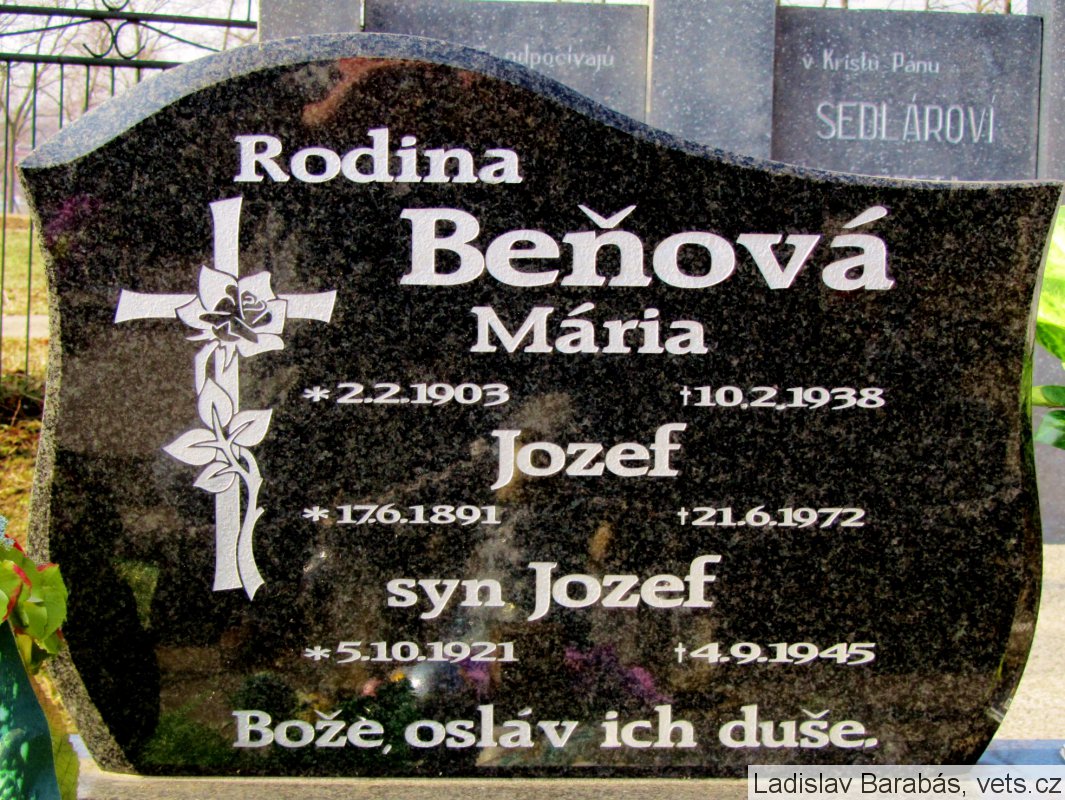 odpočívajú
v Kristu Pánu
SEDLÁROVÍ
Rodina
Beňová
Mária
*2.2.1903 †10.2.1938
Jozef
*17.6.1891 †21.6.1972
syn Jozef
*5.10.1921 †4.9.1945
Bože, osláv ich duše.
Ladislav Barabás, vets.cz